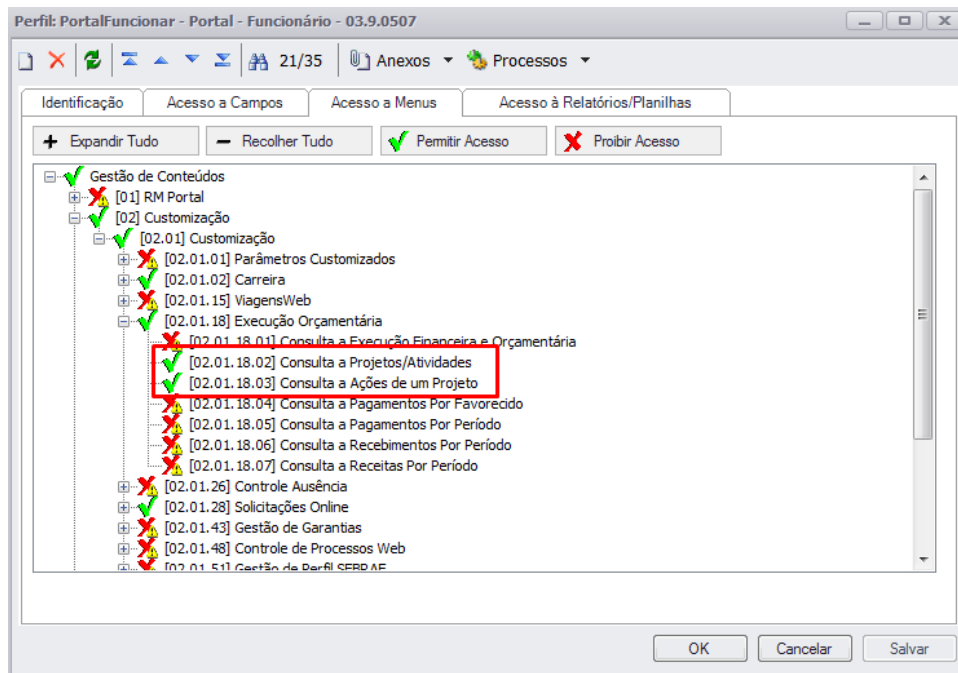 Perfil: PortalFuncionar - Portal - Funcionário - 03.9.0507
21/35 Anexos Processos
Identificação Acesso a Campos Acesso a Menus Acesso à Relatórios/Planilhas
Expandir Tudo Recolher Tudo Permitir Acesso Proibir Acesso
Gestão de Conteúdos
[01] RM Portal
[02] Customização
[02.01] Customização
[02.01.01] Parâmetros Customizados
[02.01.02] Carreira
[02.01.15] ViagensWeb
[02.01.18] Execução Orçamentária
[02.01.18.01] Consulta a Execução Financeira e Orçamentária
[02.01.18.02] Consulta a Projetos/Atividades
[02.01.18.03] Consulta a Ações de um Projeto
[02.01.18.04] Consulta a Pagamentos Por Favorecido
[02.01.18.05] Consulta a Pagamentos Por Período
[02.01.18.06] Consulta a Recebimentos Por Período
[02.01.18.07] Consulta a Receitas Por Período
[02.01.26] Controle Ausência
[02.01.28] Solicitações Online
[02.01.43] Gestão de Garantias
[02.01.48] Controle de Processos Web
[02.01.51] Gestão de Perfil SEBRAE
OK Cancelar Salvar